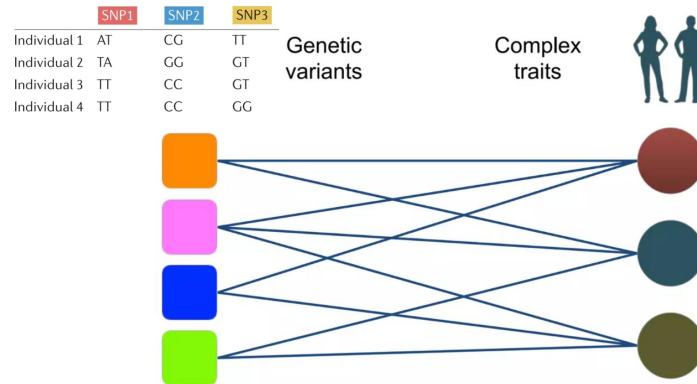 SNP1 SNP2 SNP3
Individual 1 AT CG TT
Individual 2 TA GG GT
Individual 3 TT CC GT
Individual 4 TT CC GG
Genetic
variants
Complex
traits